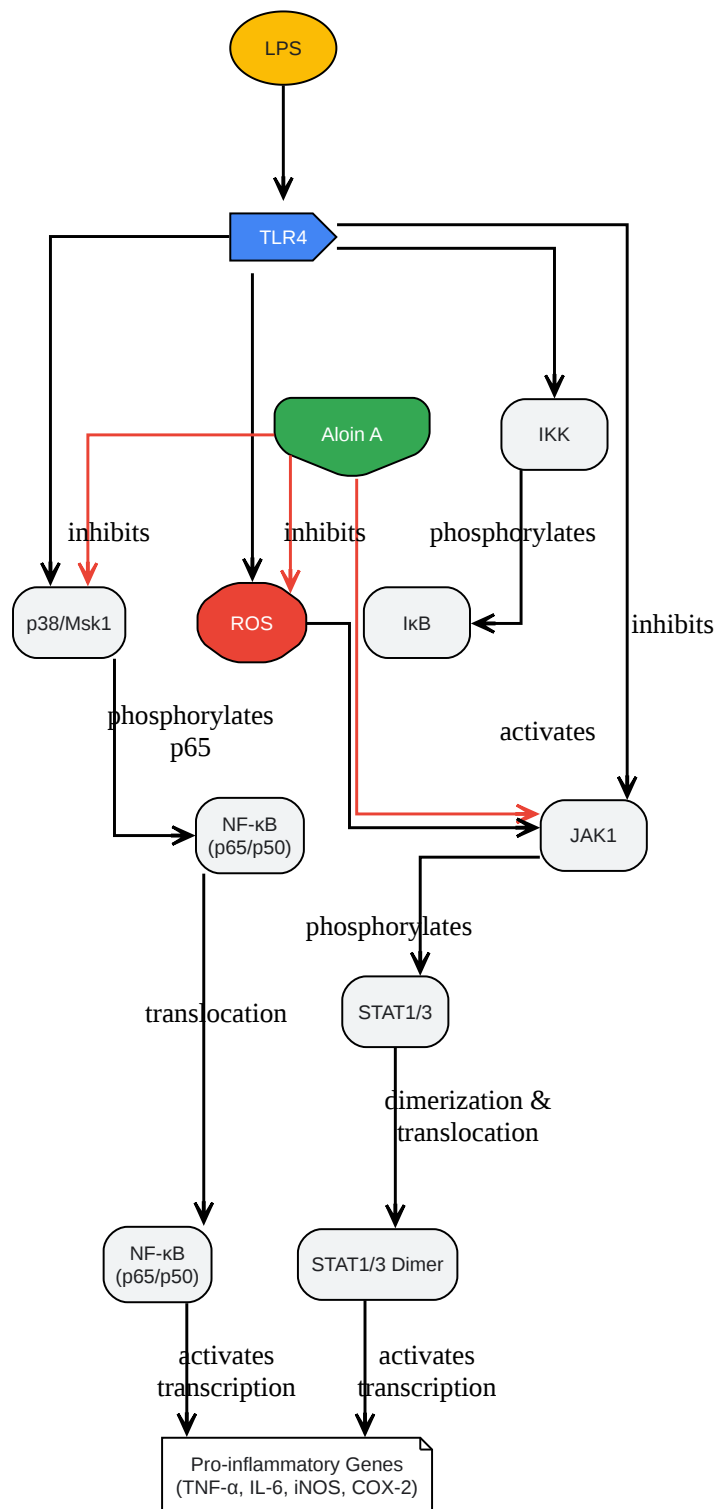 LPS
TLR4
Aloin A
IKK
inhibits
inhibits
phosphorylates
p38/Msk1
ROS
IκB
inhibits
phosphorylates
p65
activates
NF-κB
(p65/p50)
JAK1
phosphorylates
translocation
STAT1/3
dimerization &
translocation
NF-κB
(p65/p50)
STAT1/3 Dimer
activates
transcription
activates
transcription
Pro-inflammatory Genes
(TNF-α, IL-6, iNOS, COX-2)